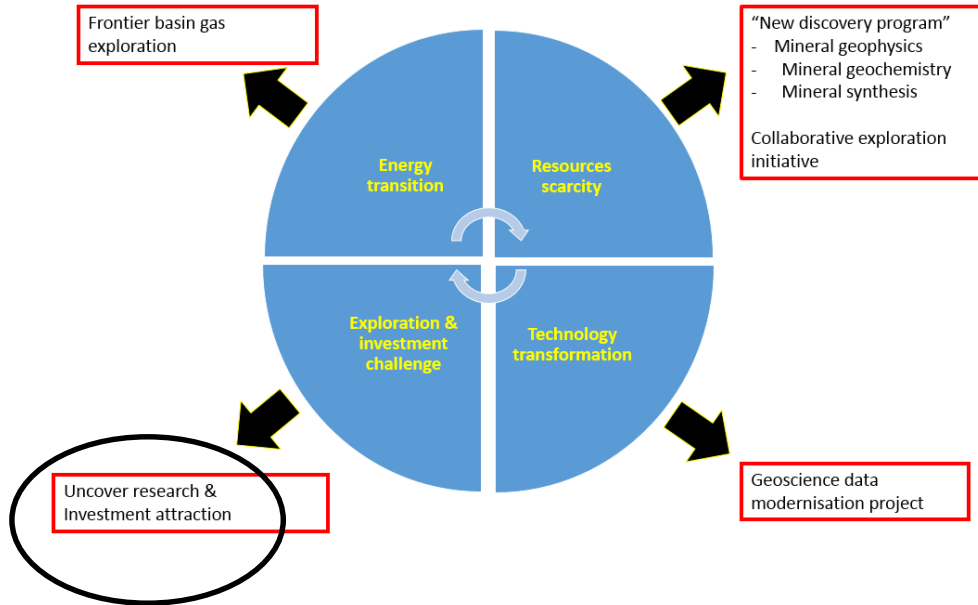 Frontier basin gas
exploration
“New discovery program”
- Mineral geophysics
- Mineral geochemistry
- Mineral synthesis
Collaborative exploration
initiative
Energy
transition
Resources
scarcity
Exploration &
investment
challenge
Technology
transformation
Uncover research &
Investment attraction
Geoscience data
modernisation project